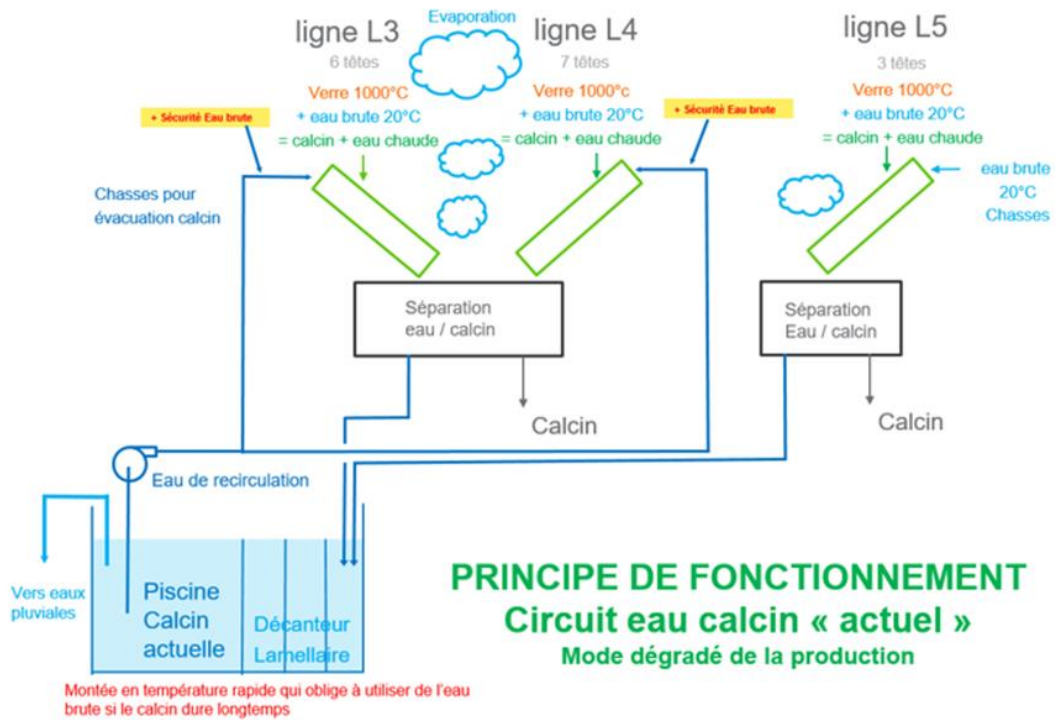 Evaporation
ligne L3
6 têtes
Verre 1000°C
+ eau brute 20°C
= calcin + eau chaude
ligne L4
7 têtes
Verre 1000°c
+ eau brute 20°C
= calcin + eau chaude
ligne L5
3 têtes
Verre 1000°C
+ eau brute 20°C
= calcin + eau chaude
+ Sécurité Eau brute
+ Sécurité Eau brute
Chasses pour
évacuation calcin
eau brute
20°C
Chasses
Séparation
eau / calcin
Séparation
Eau / calcin
Calcin
Calcin
Eau de recirculation
Vers eaux
pluviales
Piscine
Calcin
actuelle
Décanteur
Lamellaire
PRINCIPE DE FONCTIONNEMENT
Circuit eau calcin « actuel »
Mode dégradé de la production
Montée en température rapide qui oblige à utiliser de l'eau
brute si le calcin dure longtemps